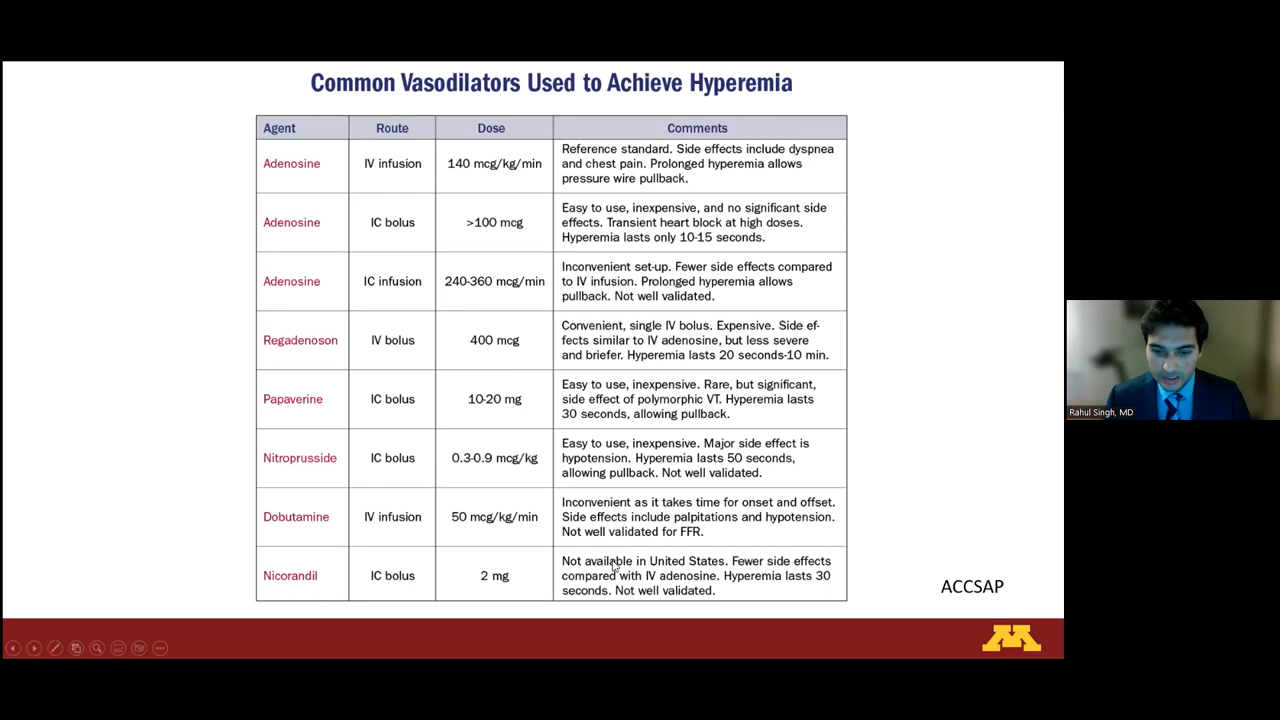 Common Vasodilators Used to Achieve Hyperemia
Agent Route Dose Comments
Adenosine IV infusion 140 mcg/kg/min
Reference standard. Side effects include dyspnea
and chest pain. Prolonged hyperemia allows
pressure wire pullback.
Adenosine IC bolus >100 mcg
Easy to use, inexpensive, and no significant side
effects. Transient heart block at high doses.
Hyperemia lasts only 10-15 seconds.
Adenosine IC infusion 240-360 mcg/min
Inconvenient set-up. Fewer side effects compared
to IV infusion. Prolonged hyperemia allows
pullback. Not well validated.
Regadenoson IV bolus 400 mcg
Convenient, single IV bolus. Expensive. Side ef-
fects similar to IV adenosine, but less severe
and briefer. Hyperemia lasts 20 seconds-10 min.
Papaverine IC bolus 10-20 mg
Easy to use, inexpensive. Rare, but significant,
side effect of polymorphic VT. Hyperemia lasts
30 seconds, allowing pullback.
Nitroprusside IC bolus 0.3-0.9 mcg/kg
Easy to use, inexpensive. Major side effect is
hypotension. Hyperemia lasts 50 seconds,
allowing pullback. Not well validated.
Dobutamine IV infusion 50 mcg/kg/min
Inconvenient as it takes time for onset and offset.
Side effects include palpitations and hypotension.
Not well validated for FFR.
Nicorandil IC bolus 2 mg
Not available in United States. Fewer side effects
compared with IV adenosine. Hyperemia lasts 30
seconds. Not well validated.
ACCSAP
M
Rahul Singh, MD